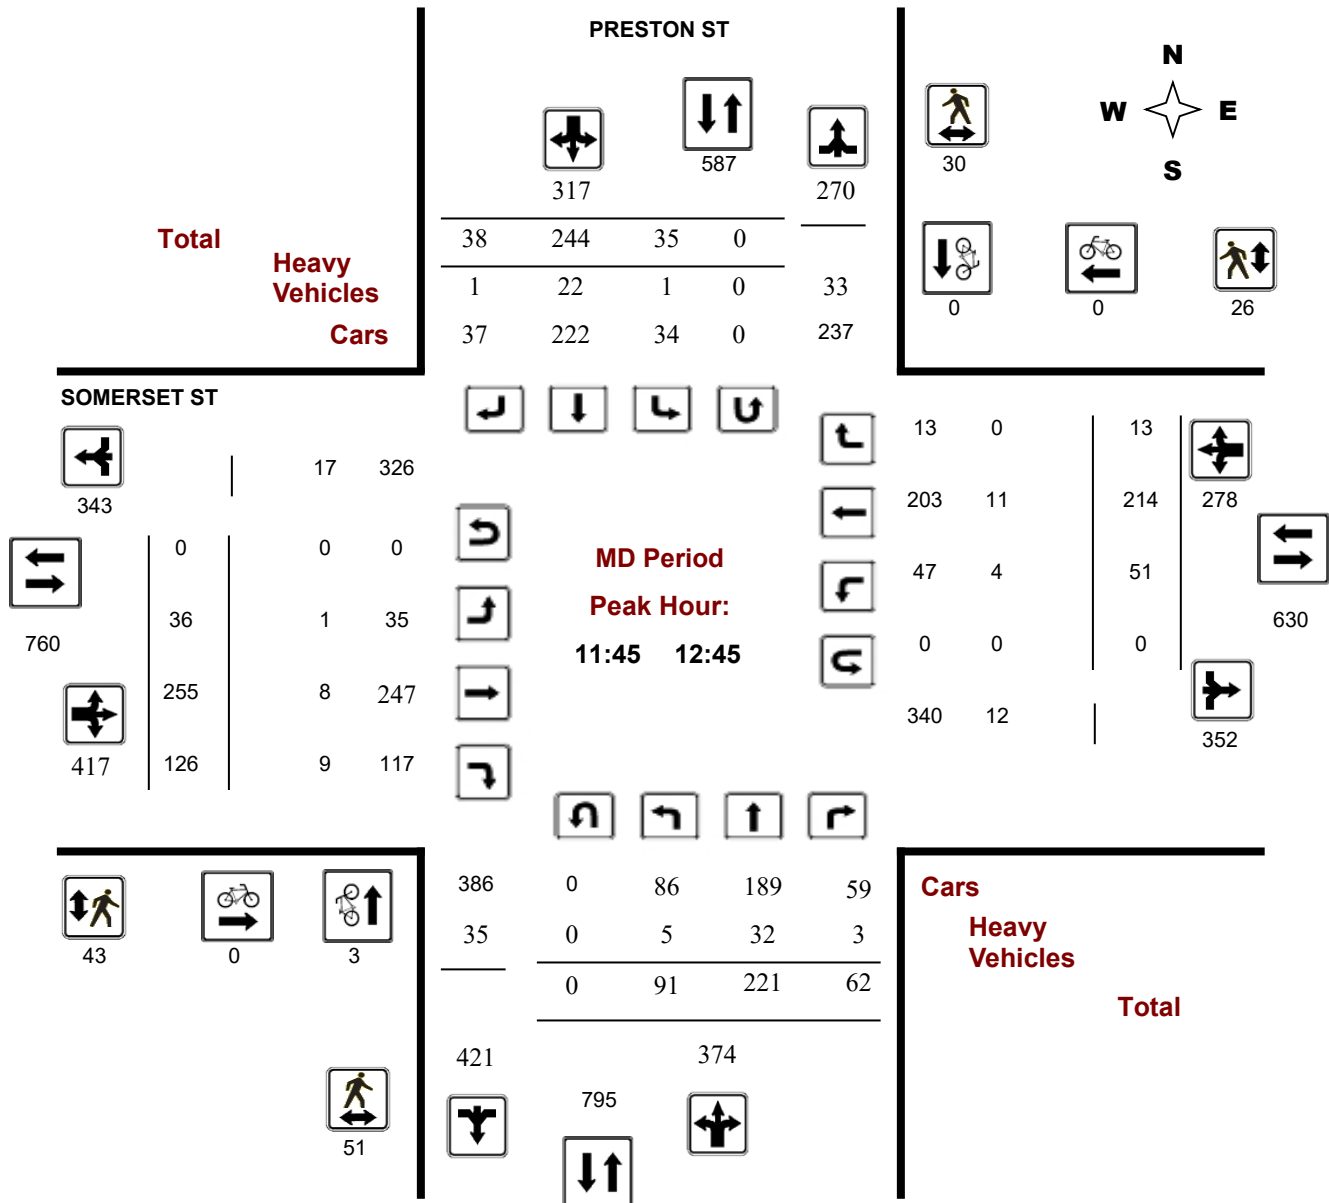 PRESTON ST
N
W E
S
587
30
317 270
Total
38 244 35 0
Heavy
Vehicles
1 22 1 0 33
Cars
37 222 34 0 237
0 0 26
SOMERSET ST
13 0 13
17 326
343
203 11 214 278
0 0 0
MD Period
47 4 51
Peak Hour:
36 1 35
630
760
11:45 12:45
0 0 0
255 8 247
340 12
352
417 126 9 117
386 0 86 189 59
Cars
35 0 5 32 3
Heavy
Vehicles
43 0 3
0 91 221 62
Total
421 374
795
51